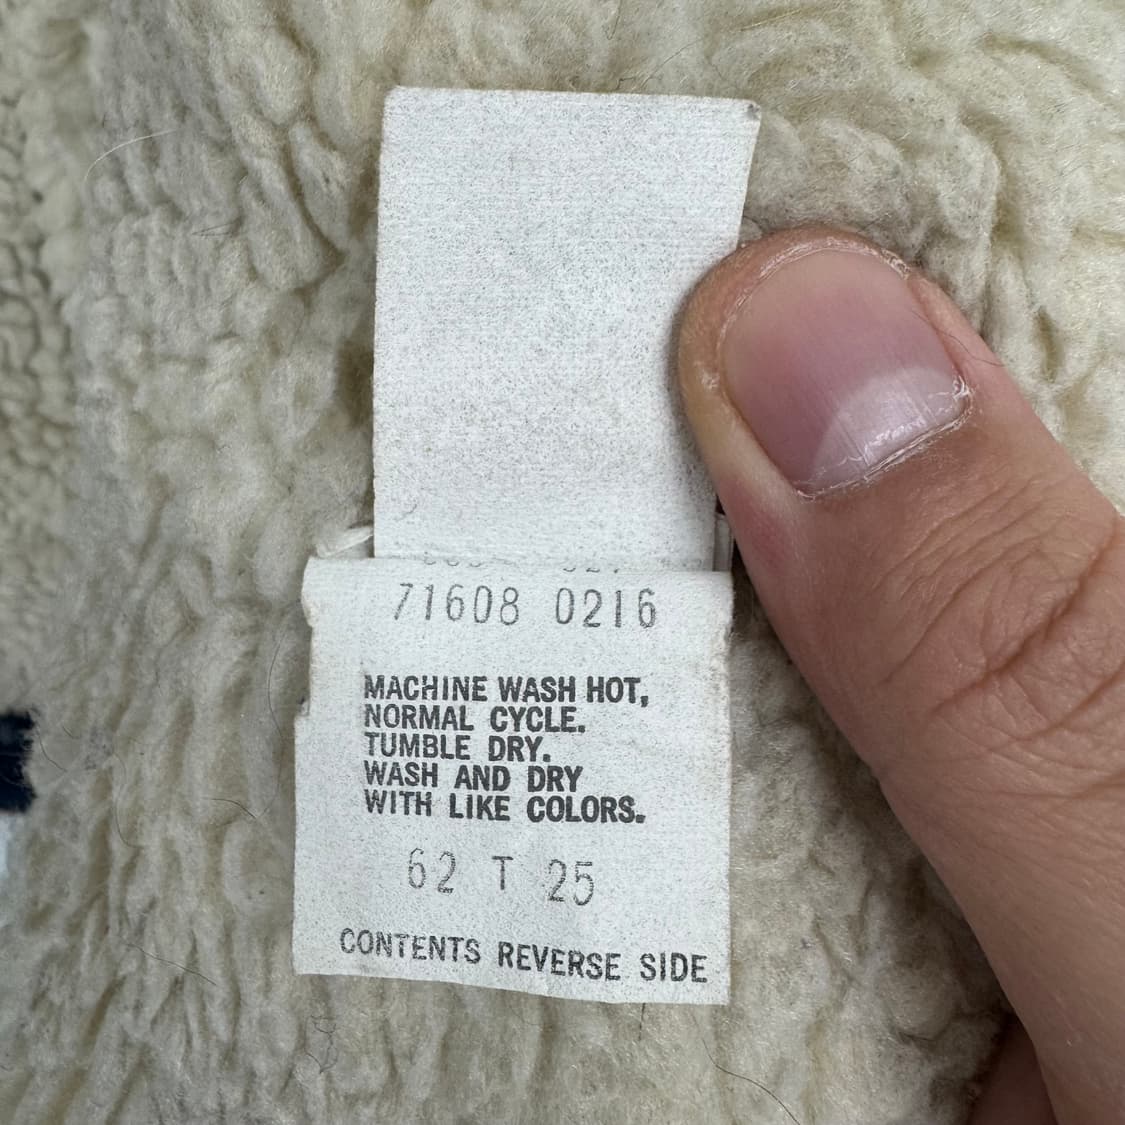 71608 0216
MACHINE WASH HOT,
NORMAL CYCLE.
TUMBLE DRY.
WASH AND DRY
WITH LIKE COLORS.
62 T 25
CONTENTS REVERSE SIDE